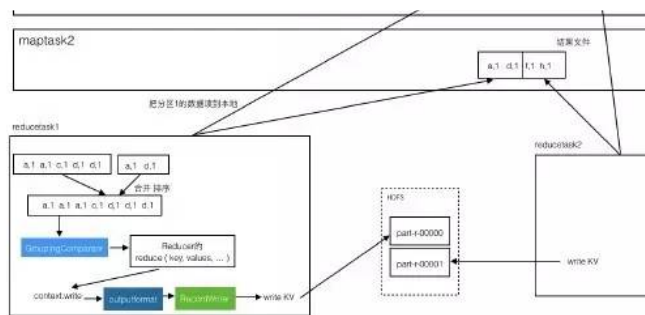 maptask2
结果文件
a,1 d,1 f,1 h,1
把分区1的数据读到本地
reducetask1
reducetask2
a,1 a,1 c,1 d,1 d,1
a,1 d,1
合并 排序
a,1 a,1 a,1 c,1 d,1 d,1 d,1
HDFS
part-r-00000
GroupingComparator
Reducer的
reduce ( key, values, ... )
part-r-00001
write KV
context.write
outputformat
RecordWriter
write KV